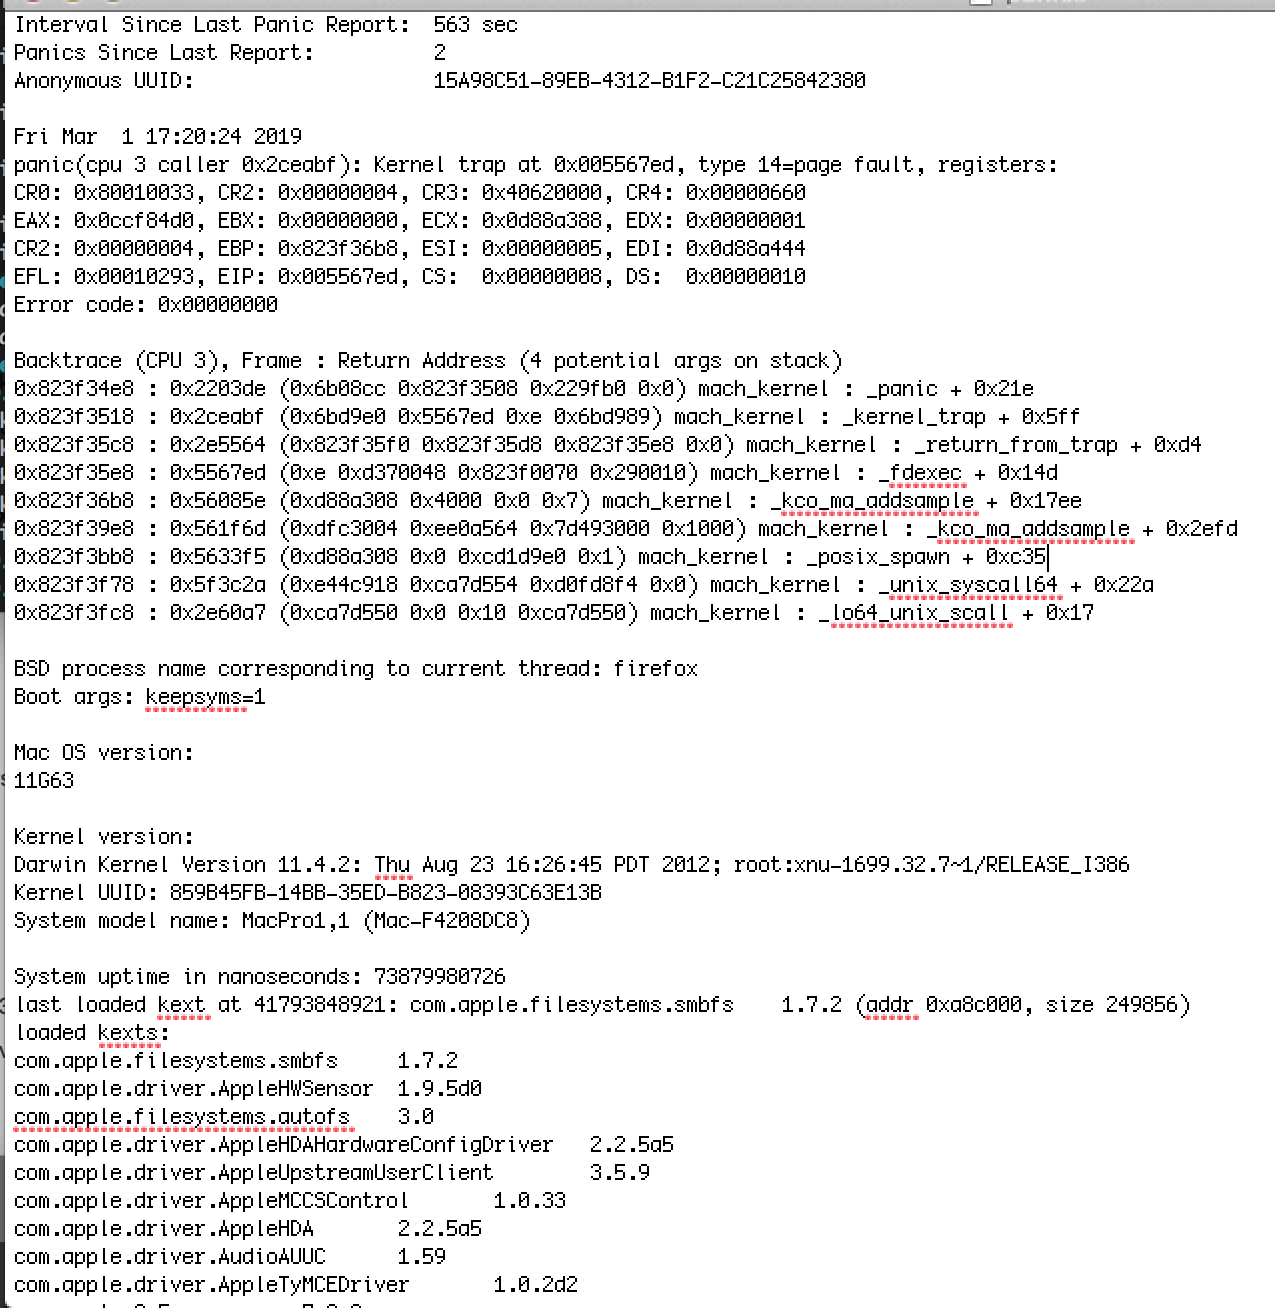 Interval Since Last Panic Report:  563 sec
Panics Since Last Report:          2
Anonymous UUID:                    15A98C51-89EB-4312-B1F2-C21C25842380
Fri Mar  1 17:20:24 2019
panic(cpu 3 caller 0x2ceabf): Kernel trap at 0x005567ed, type 14=page fault, registers:
CR0: 0x80010033, CR2: 0x00000004, CR3: 0x40620000, CR4: 0x00000660
EAX: 0x0ccf84d0, EBX: 0x00000000, ECX: 0x0d88a388, EDX: 0x00000001
CR2: 0x00000004, EBP: 0x823f36b8, ESI: 0x00000005, EDI: 0x0d88a444
EFL: 0x00010293, EIP: 0x005567ed, CS:  0x00000008, DS:  0x00000010
Error code: 0x00000000
Backtrace (CPU 3), Frame : Return Address (4 potential args on stack)
0x823f34e8 : 0x2203de (0x6b08cc 0x823f3508 0x229fb0 0x0) mach_kernel : _panic + 0x21e
0x823f3518 : 0x2ceabf (0x6bd9e0 0x5567ed 0xe 0x6bd989) mach_kernel : _kernel_trap + 0x5ff
0x823f35c8 : 0x2e5564 (0x823f35f0 0x823f35d8 0x823f35e8 0x0) mach_kernel : _return_from_trap + 0xd4
0x823f35e8 : 0x5567ed (0xe 0xd370048 0x823f0070 0x290010) mach_kernel : _fdexec + 0x14d
0x823f36b8 : 0x56085e (0xd88a308 0x4000 0x0 0x7) mach_kernel : _kco_ma_addsample + 0x17ee
0x823f39e8 : 0x561f6d (0xdfc3004 0xee0a564 0x7d493000 0x1000) mach_kernel : _kco_ma_addsample + 0x2efd
0x823f3bb8 : 0x5633f5 (0xd88a308 0x0 0xcd1d9e0 0x1) mach_kernel : _posix_spawn + 0xc35
0x823f3f78 : 0x5f3c2a (0xe44c918 0xca7d554 0xd0fd8f4 0x0) mach_kernel : _unix_syscall64 + 0x22a
0x823f3fc8 : 0x2e60a7 (0xca7d550 0x0 0x10 0xca7d550) mach_kernel : _lo64_unix_scall + 0x17
BSD process name corresponding to current thread: firefox
Boot args: keepsyms=1
Mac OS version:
11G63
Kernel version:
Darwin Kernel Version 11.4.2: Thu Aug 23 16:26:45 PDT 2012; root:xnu-1699.32.7~1/RELEASE_I386
Kernel UUID: 859B45FB-14BB-35ED-B823-08393C63E13B
System model name: MacPro1,1 (Mac-F4208DC8)
System uptime in nanoseconds: 73879980726
last loaded kext at 41793848921: com.apple.filesystems.smbfs    1.7.2 (addr 0xa8c000, size 249856)
loaded kexts:
com.apple.filesystems.smbfs     1.7.2
com.apple.driver.AppleHWSensor  1.9.5d0
com.apple.filesystems.autofs    3.0
com.apple.driver.AppleHDAHardwareConfigDriver   2.2.5a5
com.apple.driver.AppleUpstreamUserClient        3.5.9
com.apple.driver.AppleMCCSControl       1.0.33
com.apple.driver.AppleHDA       2.2.5a5
com.apple.driver.AudioAUUC      1.59
com.apple.driver.AppleTyMCEDriver       1.0.2d2